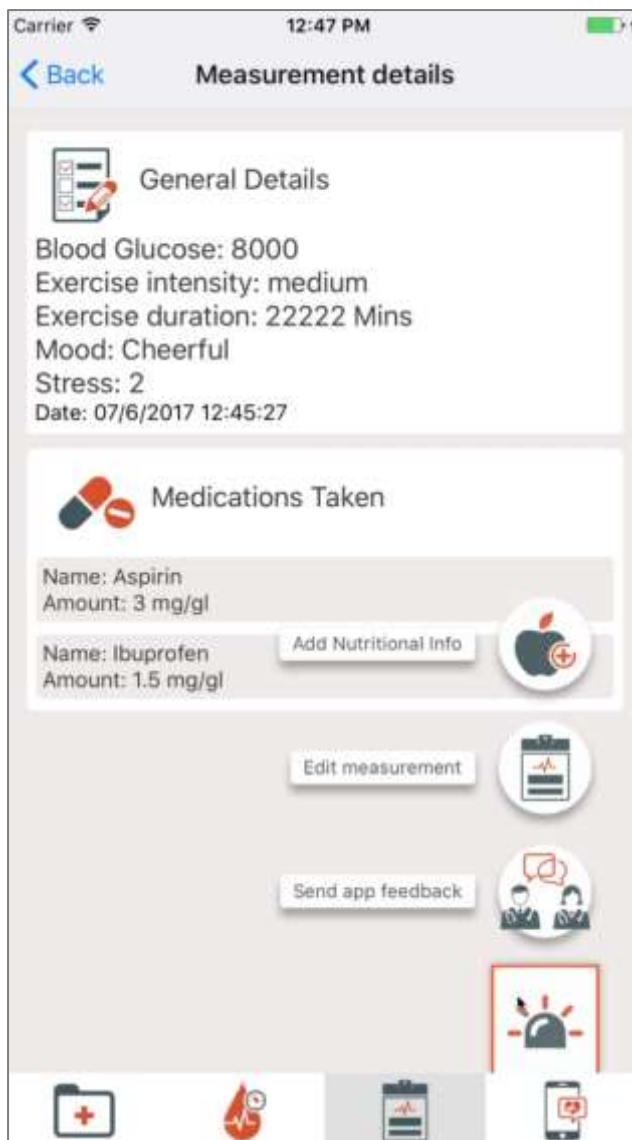 Carrier
12:47 PM
Back
Measurement details
General Details
Blood Glucose: 8000
Exercise intensity: medium
Exercise duration: 22222 Mins
Mood: Cheerful
Stress: 2
Date: 07/6/2017 12:45:27
Medications Taken
Name: Aspirin
Amount: 3 mg/gl
Name: Ibuprofen
Amount: 1.5 mg/gl
Add Nutritional Info
Edit measurement
Send app feedback